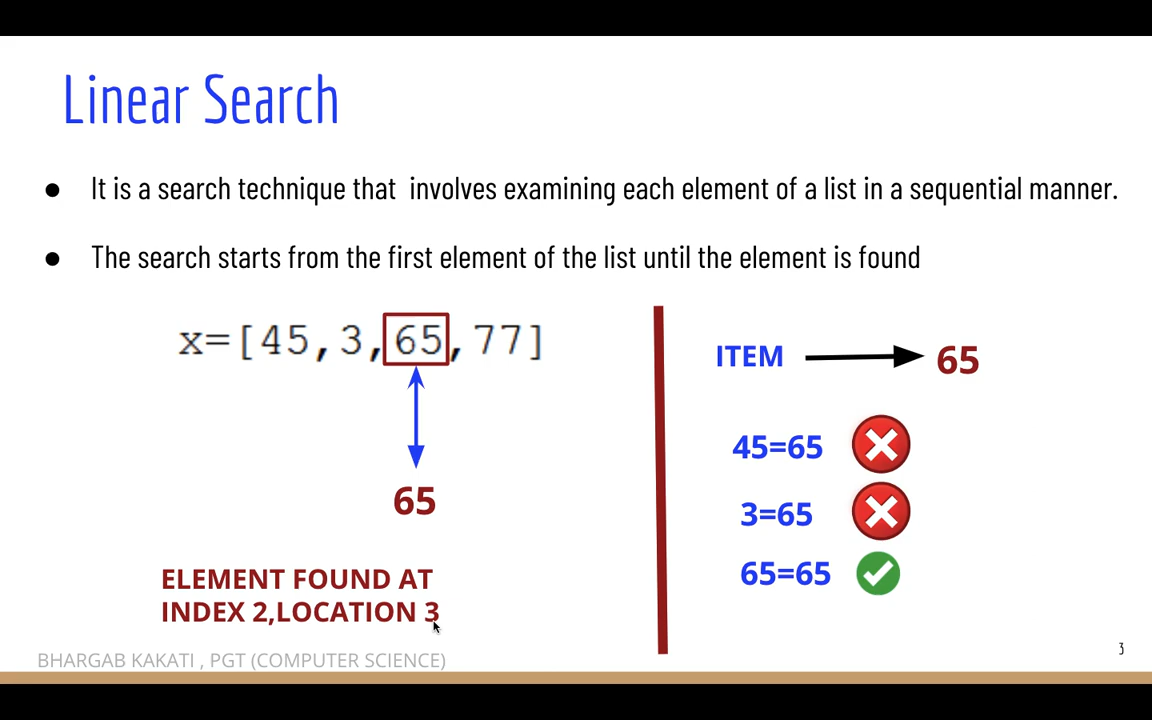 Linear Search
● It is a search technique that involves examining each element of a list in a sequential manner.
● The search starts from the first element of the list until the element is found
x=[45,3,65,77]
65
ELEMENT FOUND AT
INDEX 2,LOCATION 3
ITEM 65
45=65
3=65
65=65
BHARGAB KAKATI , PGT (COMPUTER SCIENCE)
3